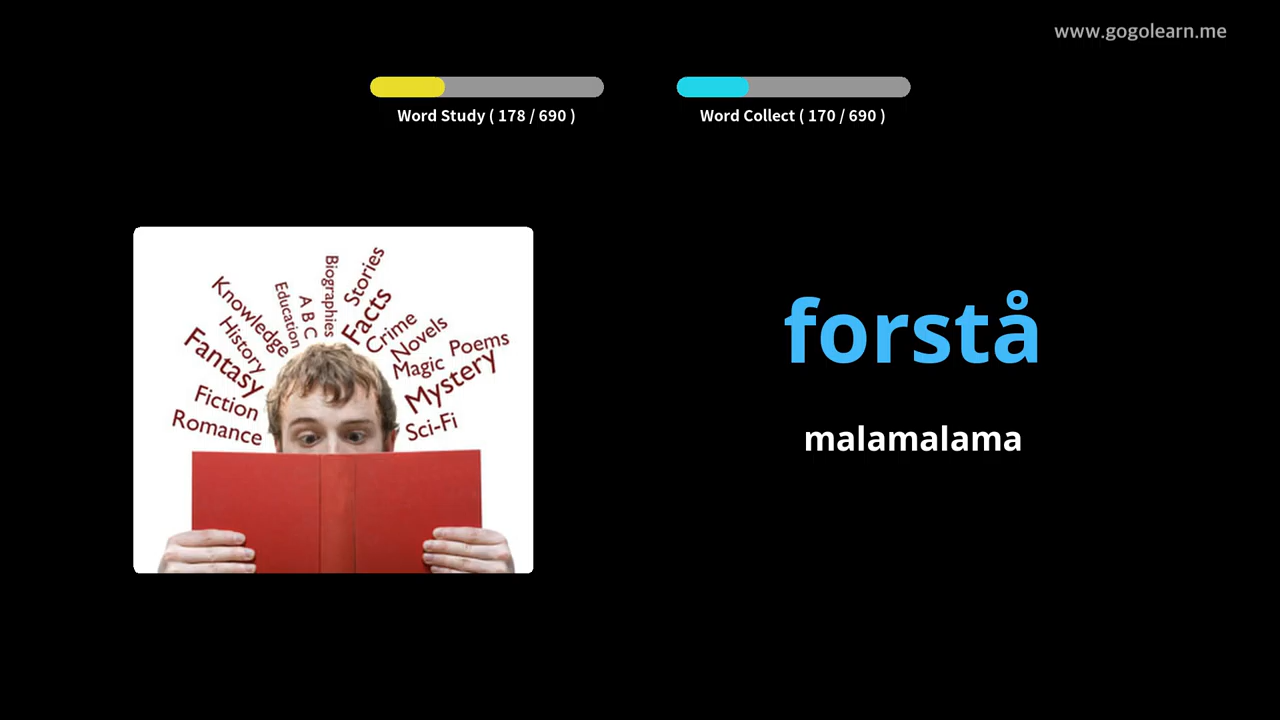 www.gogolearn.me
Word Study ( 178 / 690 )
Word Collect ( 170 / 690 )
Biographies
Stories
Knowledge
Education
A B C
Facts
History
Crime
Novels
Fantasy
Magic
Poems
Mystery
Fiction
Romance
Sci-Fi
forstå
malamalama